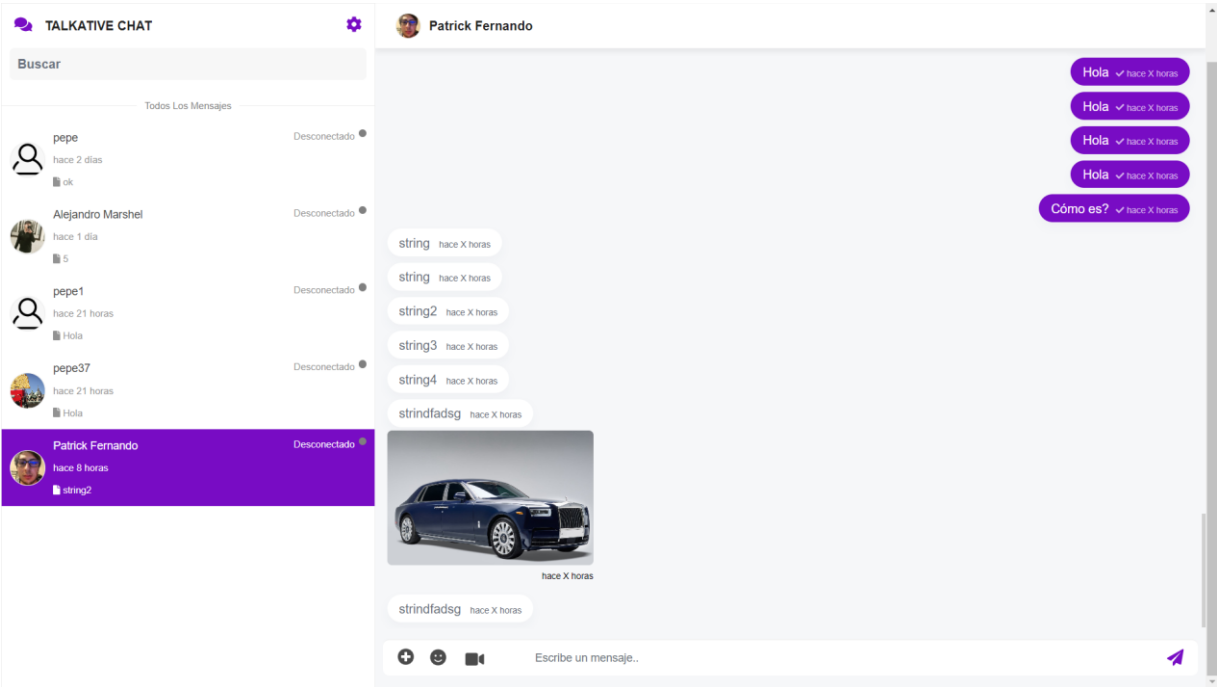 TALKATIVE CHAT
Buscar
Todos Los Mensajes
pepe Desconectado
hace 2 días
ok
Alejandro Marshel Desconectado
hace 1 día
5
pepe1 Desconectado
hace 21 horas
Hola
pepe37 Desconectado
hace 21 horas
Hola
Patrick Fernando Desconectado
hace 8 horas
string2
Patrick Fernando
Hola hace X horas
Hola hace X horas
Hola hace X horas
Hola hace X horas
Cómo es? hace X horas
string hace X horas
string hace X horas
string2 hace X horas
string3 hace X horas
string4 hace X horas
strindfadsg hace X horas
hace X horas
strindfadsg hace X horas
Escribe un mensaje..